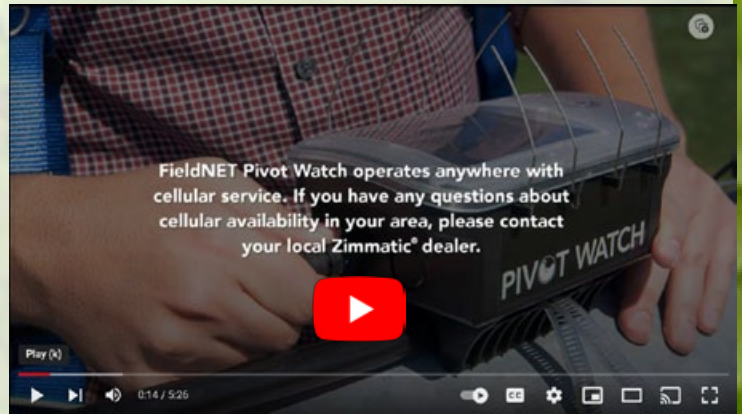 FieldNET Pivot Watch operates anywhere with
cellular service. If you have any questions about
cellular availability in your area, please contact
your local Zimmatic® dealer.
PIVOT WATCH
Play (k)
0:14 / 5:26
CC